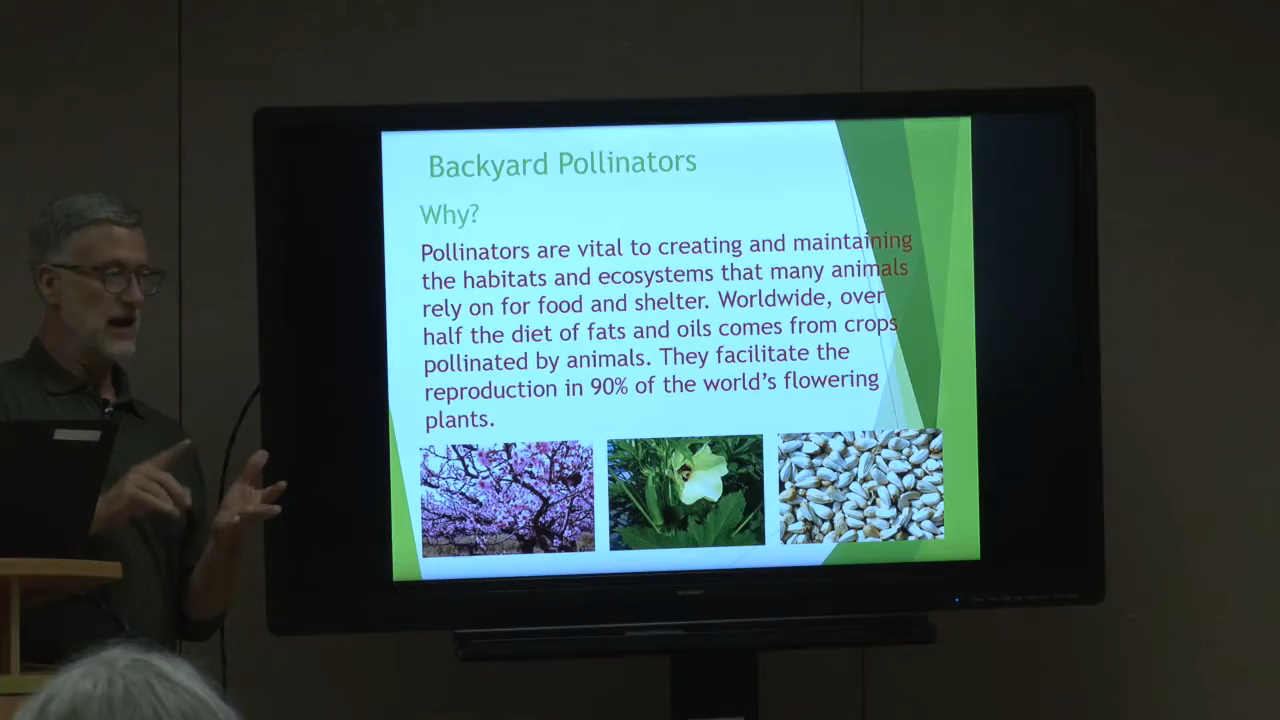 Backyard Pollinators
Why?
Pollinators are vital to creating and maintaining
the habitats and ecosystems that many animals
rely on for food and shelter. Worldwide, over
half the diet of fats and oils comes from crops
pollinated by animals. They facilitate the
reproduction in 90% of the world's flowering
plants.